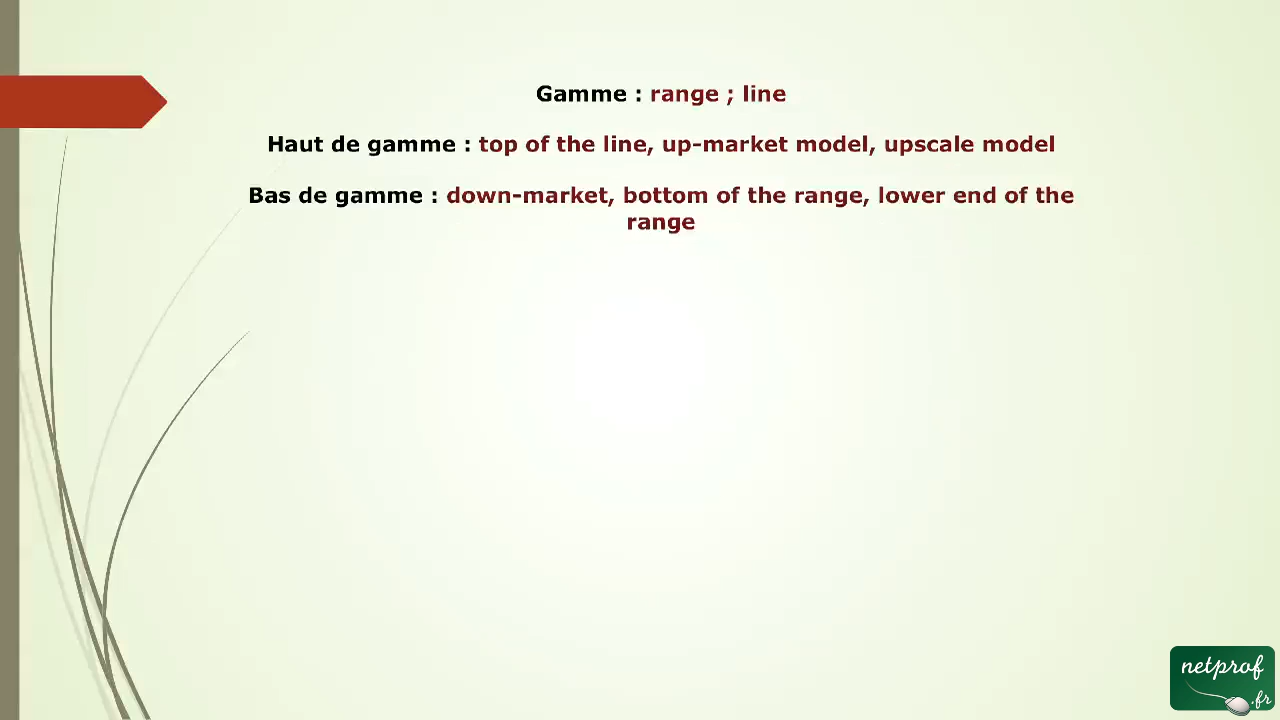 Gamme : range ; line
Haut de gamme : top of the line, up-market model, upscale model
Bas de gamme : down-market, bottom of the range, lower end of the
range
netprof
.fr